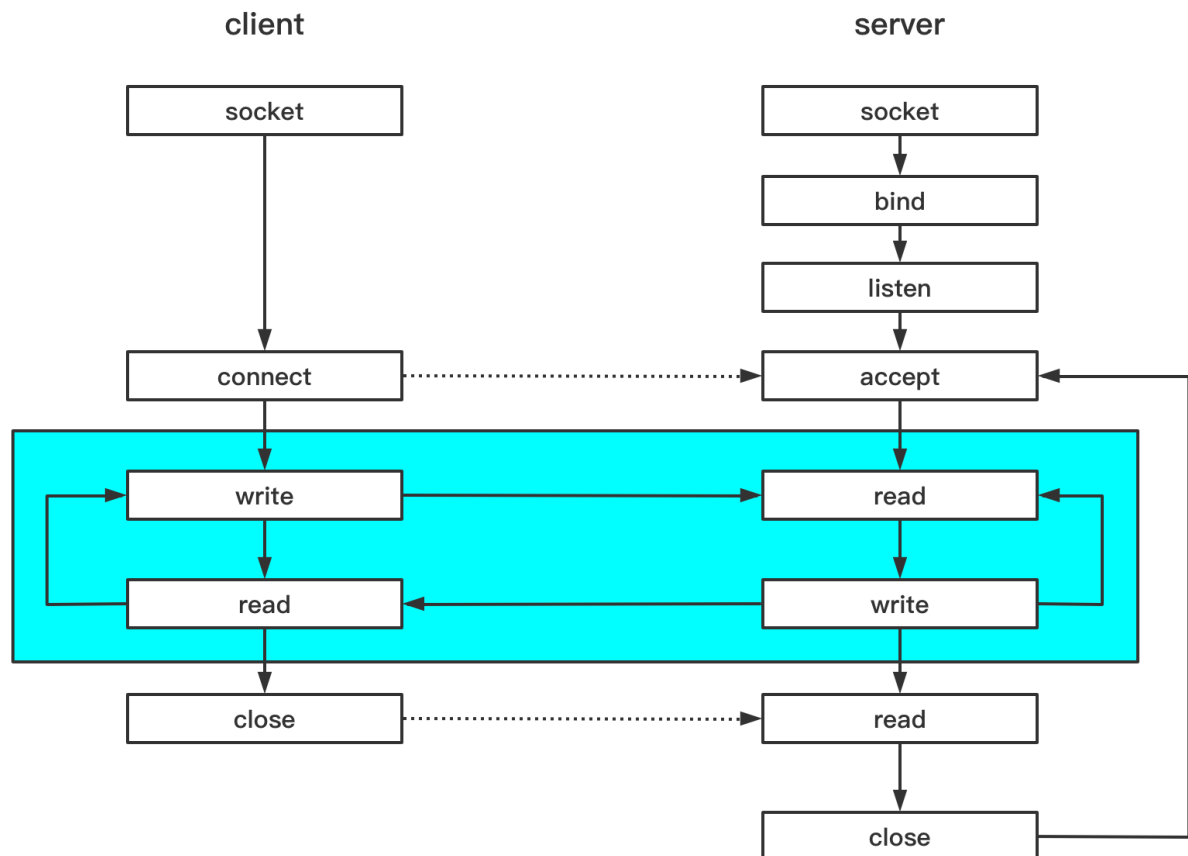 client
server
socket
socket
bind
listen
connect
accept
write
read
read
write
close
read
close